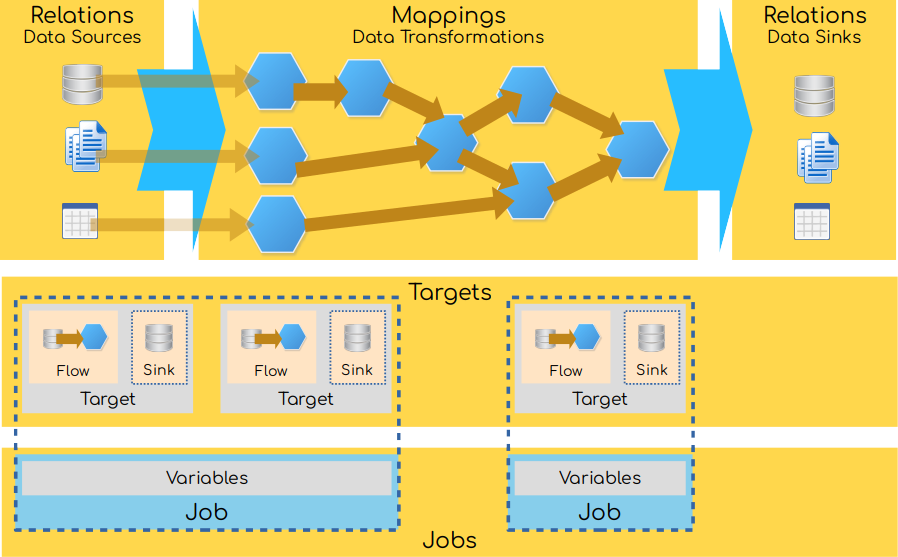 Relations
Data Sources
Mappings
Data Transformations
Relations
Data Sinks
Targets
Flow
Sink
Target
Flow
Sink
Target
Flow
Sink
Target
Variables
Job
Variables
Job
Jobs